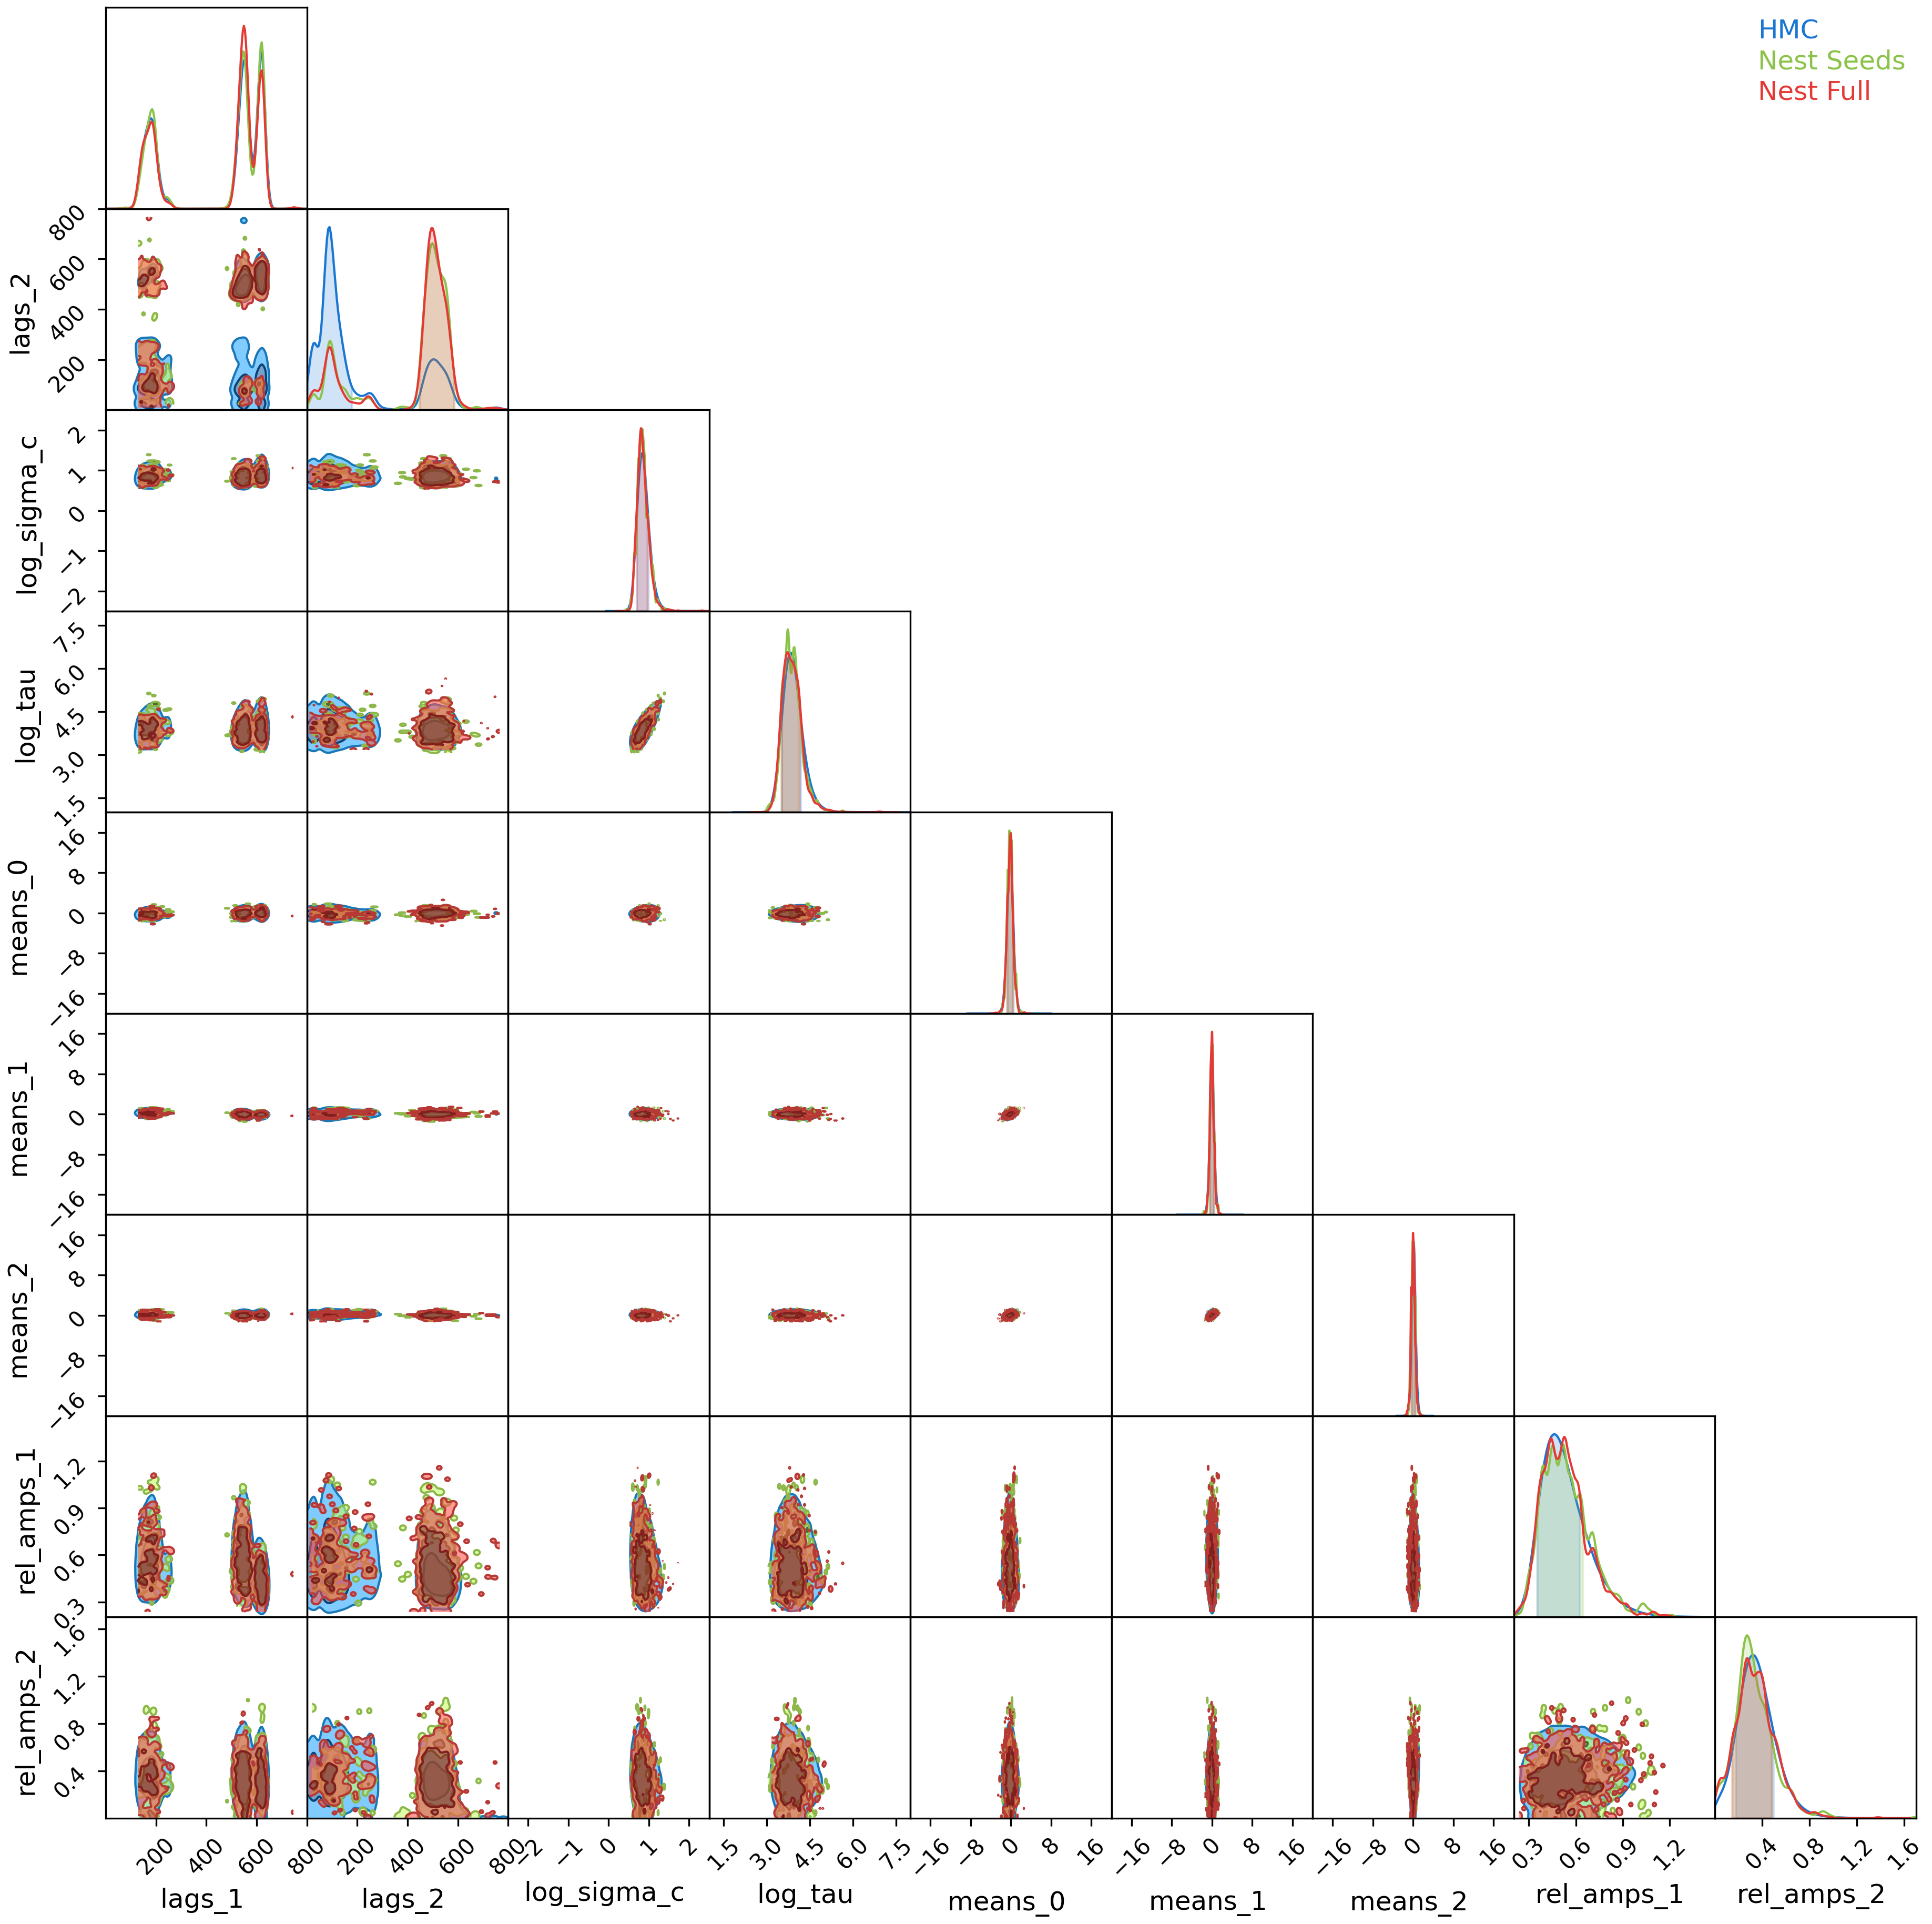 HMC
Nest Seeds
Nest Full
lags_2
800
600
400
200
log_sigma_c
2
1
0
−1
−2
log_tau
7.5
6.0
4.5
3.0
1.5
means_0
16
8
0
−8
−16
means_1
16
8
0
−8
−16
means_2
16
8
0
−8
−16
rel_amps_1
1.2
0.9
0.6
0.3
rel_amps_2
1.6
1.2
0.8
0.4
200 400 600 800 200 400 600 800 −2 −1 0 1 2 1.5 3.0 4.5 6.0 7.5 −16 −8 0 8 16 −16 −8 0 8 16 −16 −8 0 8 16 0.3 0.6 0.9 1.2 0.4 0.8 1.2 1.6
lags_1 lags_2 log_sigma_c log_tau means_0 means_1 means_2 rel_amps_1 rel_amps_2